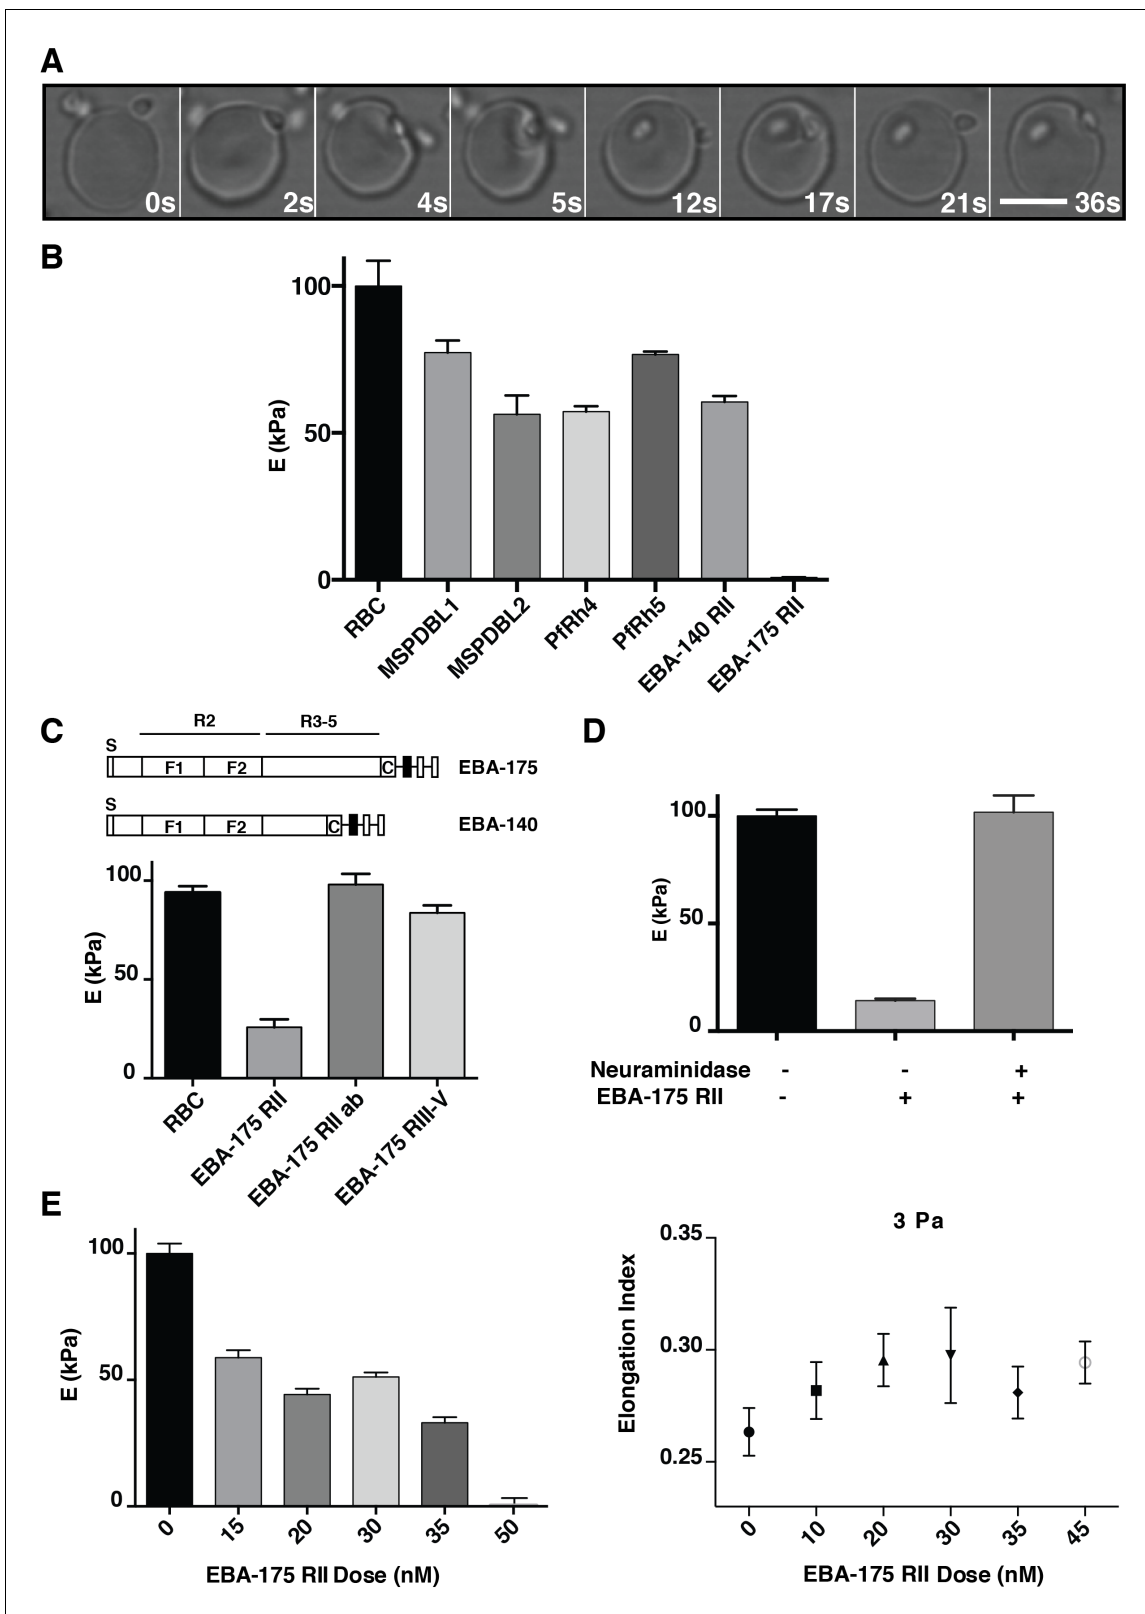 A
0s 2s 4s 5s 12s 17s 21s 36s
B
100
50
0
E (kPa)
RBC
MSPDBL1
MSPDBL2
PfRh4
PfRh5
EBA-140 RII
EBA-175 RII
C
R2 R3-5
S
F1 F2 C EBA-175
S
F1 F2 C EBA-140
100
50
0
E (kPa)
RBC
EBA-175 RII
EBA-175 RII ab
EBA-175 RIII-V
D
100
50
0
E (kPa)
Neuraminidase - - +
EBA-175 RII - + +
E
100
50
0
E (kPa)
0 15 20 30 35 50
EBA-175 RII Dose (nM)
3 Pa
0.35
0.30
0.25
Elongation Index
0 10 20 30 35 45
EBA-175 RII Dose (nM)